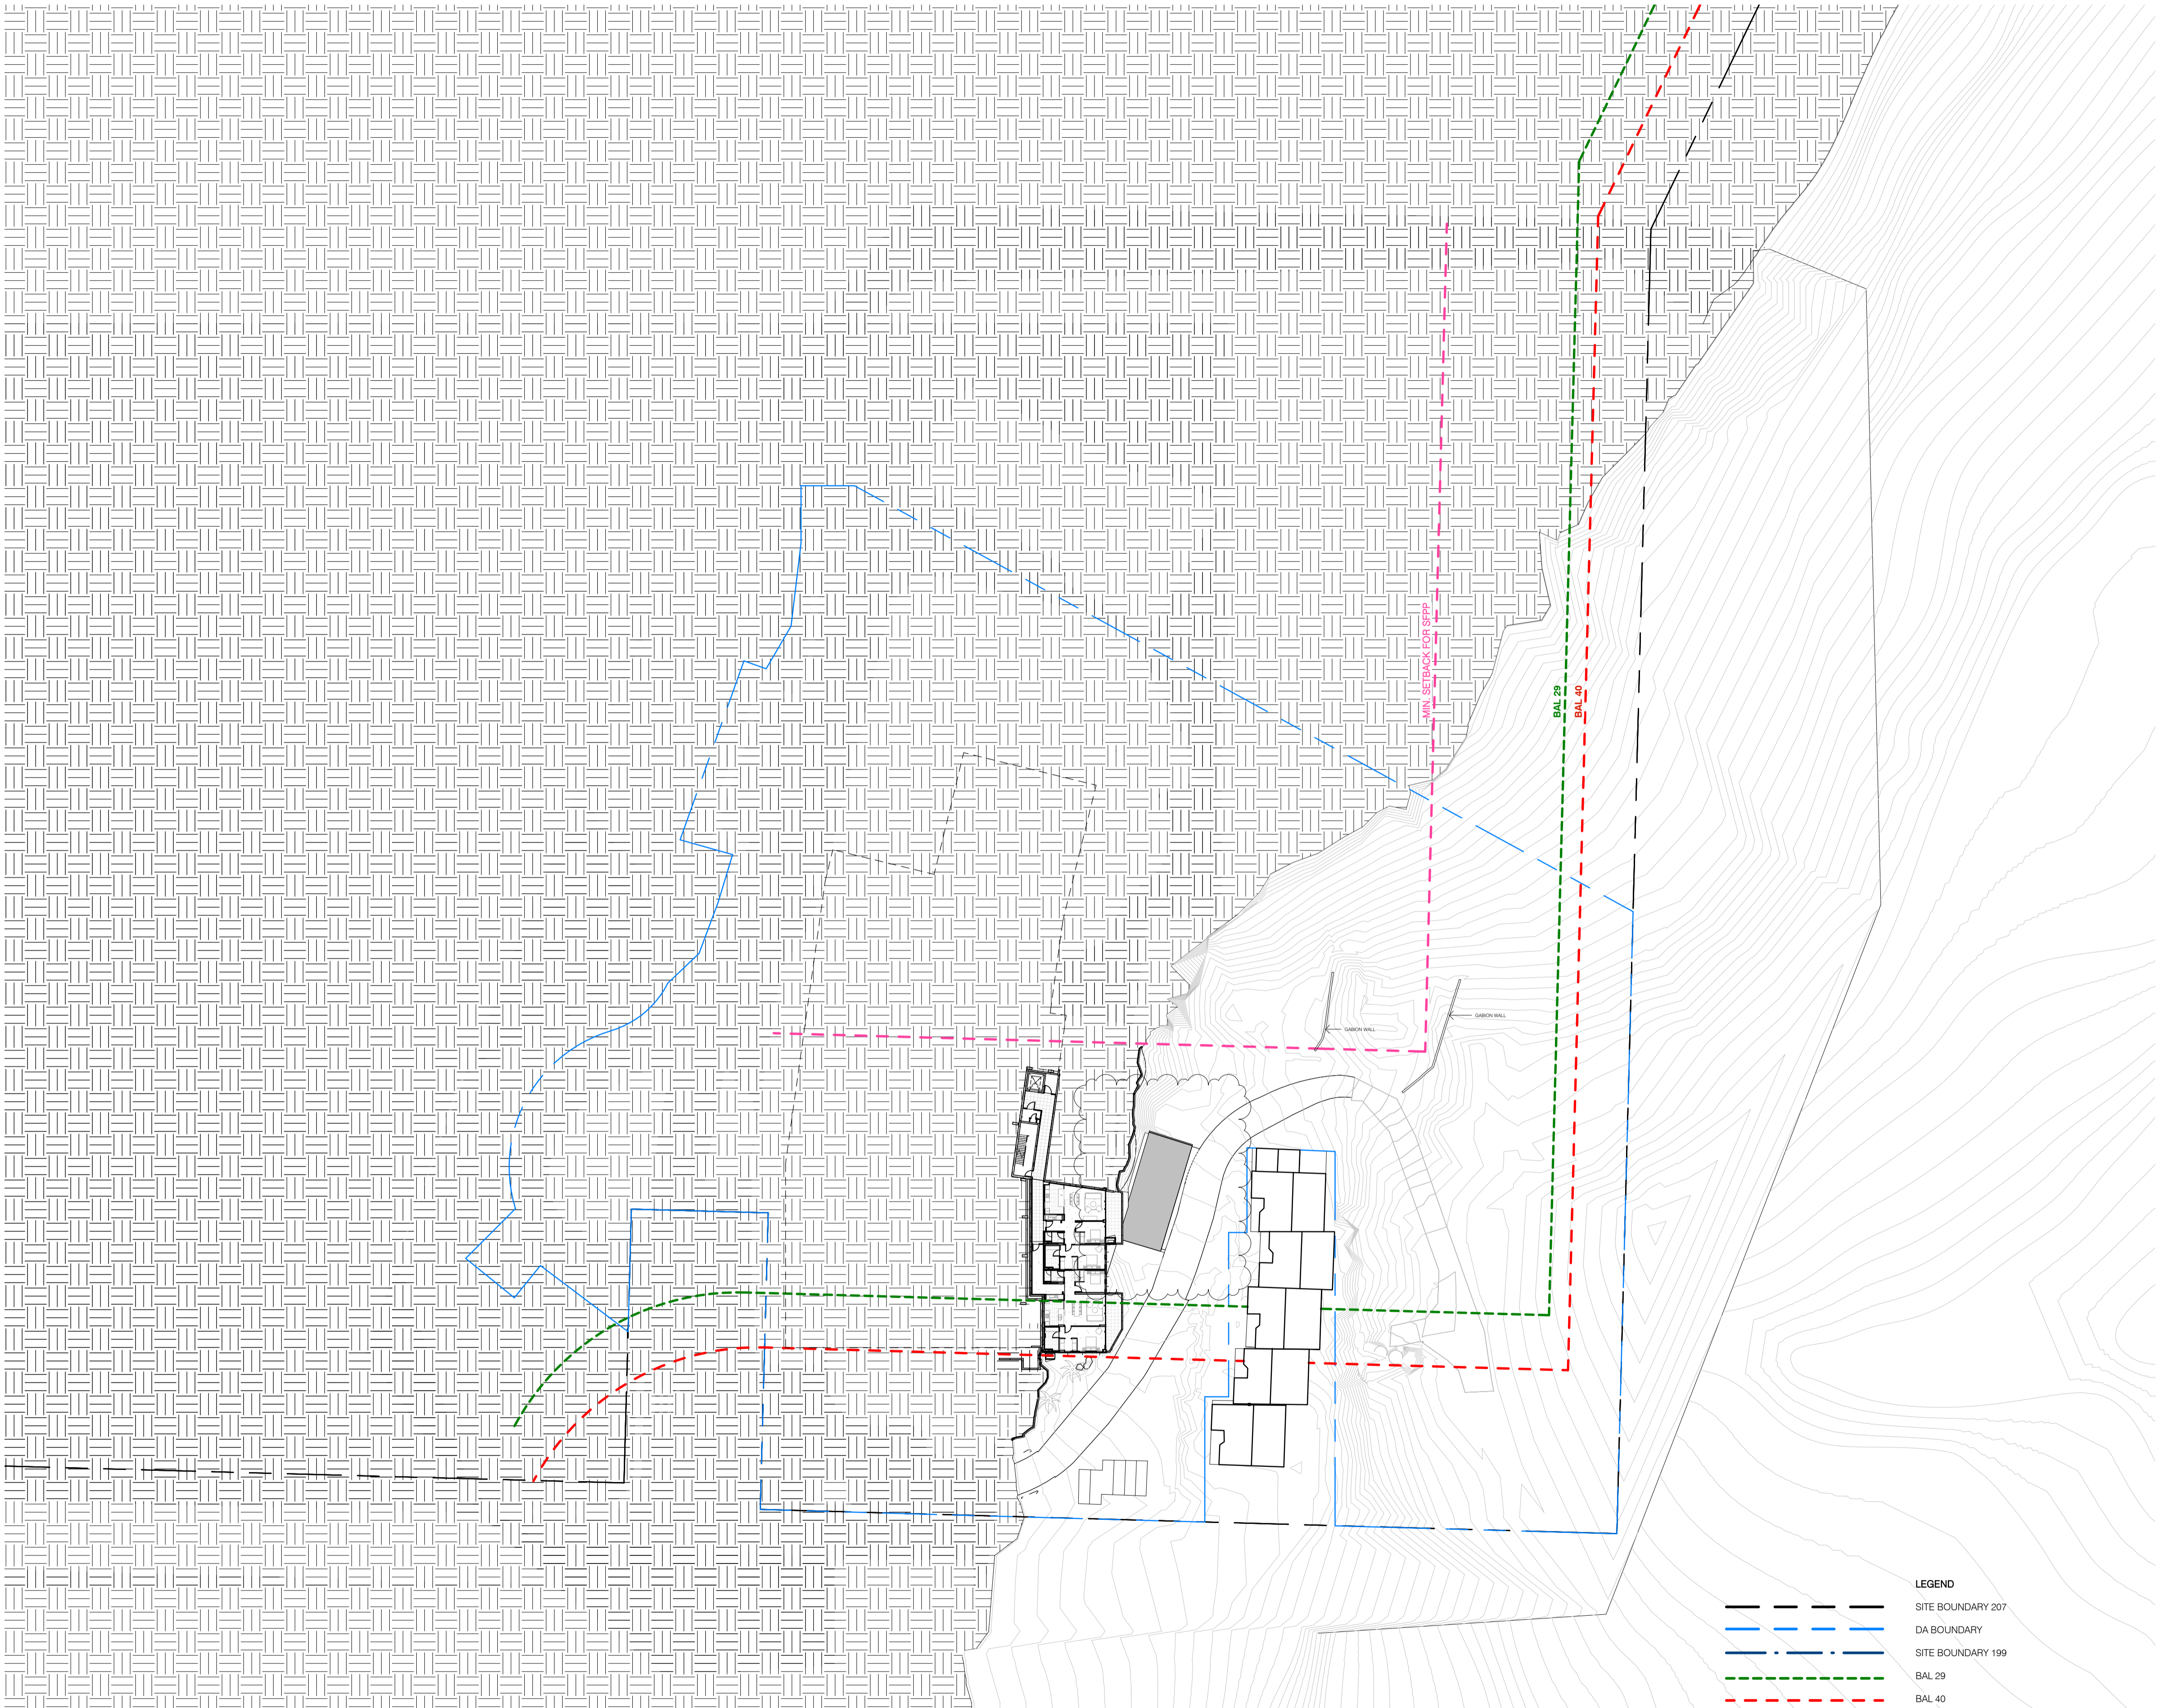 MIN. SETBACK FOR SFPP
BAL 29
BAL 40
GABION WALL
GABION WALL
LEGEND
SITE BOUNDARY 207
DA BOUNDARY
SITE BOUNDARY 199
BAL 29
BAL 40